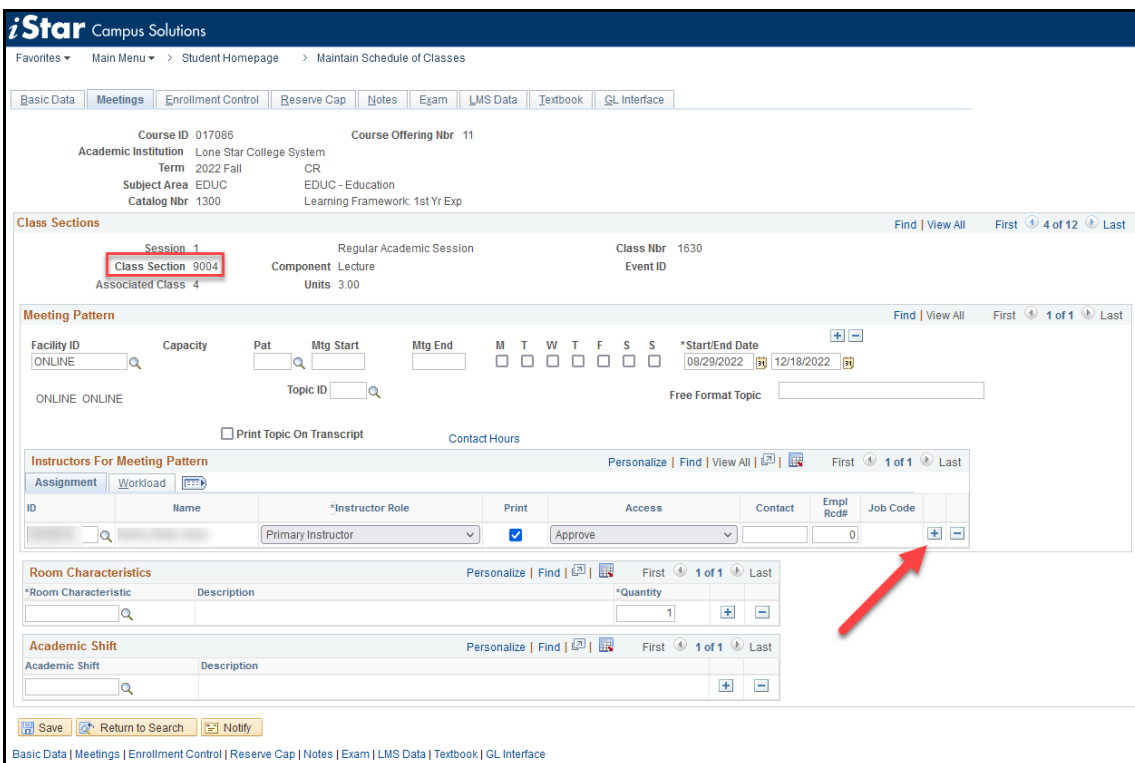 iStar Campus Solutions
Favorites Main Menu > Student Homepage > Maintain Schedule of Classes
Basic Data Meetings Enrollment Control Reserve Cap Notes Exam LMS Data Textbook GL Interface
Course ID 017086 Course Offering Nbr 11
Academic Institution Lone Star College System
Term 2022 Fall CR
Subject Area EDUC EDUC - Education
Catalog Nbr 1300 Learning Framework: 1st Yr Exp
Class Sections Find | View All First 4 of 12 Last
Session 1 Regular Academic Session Class Nbr 1630
Class Section 9004 Component Lecture Event ID
Associated Class 4 Units 3.00
Meeting Pattern Find | View All First 1 of 1 Last
Facility ID Capacity Pat Mtg Start Mtg End M T W T F S S *Start/End Date
ONLINE 08/29/2022 12/18/2022
Topic ID Free Format Topic
ONLINE ONLINE
Print Topic On Transcript Contact Hours
Instructors For Meeting Pattern Personalize | Find | View All | | First 1 of 1 Last
Assignment Workload
ID Name *Instructor Role Print Access Contact Empl Rcd# Job Code
Primary Instructor Approve 0
Room Characteristics Personalize | Find | | First 1 of 1 Last
*Room Characteristic Description *Quantity
1
Academic Shift Personalize | Find | | First 1 of 1 Last
Academic Shift Description
Save Return to Search Notify
Basic Data | Meetings | Enrollment Control | Reserve Cap | Notes | Exam | LMS Data | Textbook | GL Interface